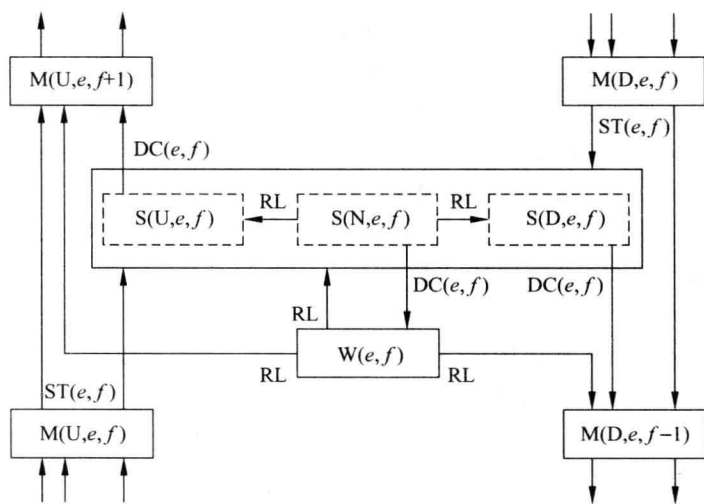 M(U,e,f+1)
M(D,e,f)
ST(e,f)
DC(e,f)
S(U,e,f)
RL
S(N,e,f)
RL
S(D,e,f)
DC(e,f)
DC(e,f)
RL
W(e,f)
RL
RL
ST(e,f)
M(U,e,f)
M(D,e,f−1)